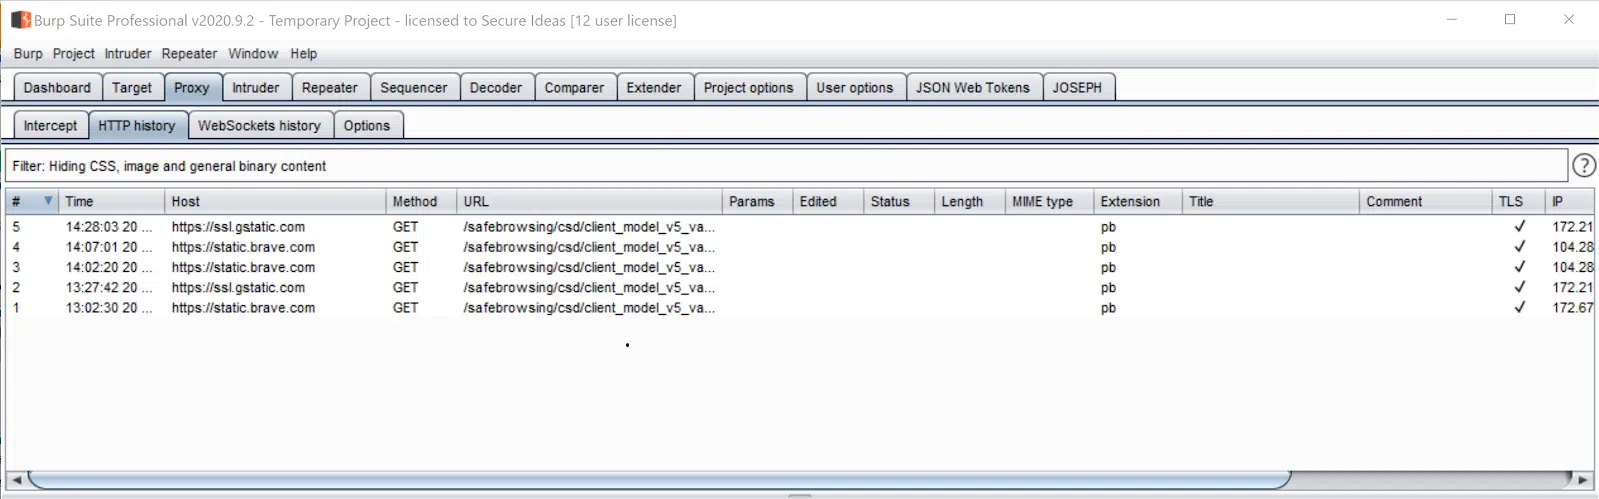 Burp Suite Professional v2020.9.2 - Temporary Project - licensed to Secure Ideas [12 user license]
Burp Project Intruder Repeater Window Help
Dashboard Target Proxy Intruder Repeater Sequencer Decoder Comparer Extender Project options User options JSON Web Tokens JOSEPH
Intercept HTTP history WebSockets history Options
Filter: Hiding CSS, image and general binary content ?
# Time Host Method URL Params Edited Status Length MIME type Extension Title Comment TLS IP
5 14:28:03 20 ... https://ssl.gstatic.com GET /safebrowsing/csd/client_model_v5_va... pb ✓ 172.21
4 14:07:01 20 ... https://static.brave.com GET /safebrowsing/csd/client_model_v5_va... pb ✓ 104.28
3 14:02:20 20 ... https://static.brave.com GET /safebrowsing/csd/client_model_v5_va... pb ✓ 104.28
2 13:27:42 20 ... https://ssl.gstatic.com GET /safebrowsing/csd/client_model_v5_va... pb ✓ 172.21
1 13:02:30 20 ... https://static.brave.com GET /safebrowsing/csd/client_model_v5_va... pb ✓ 172.67